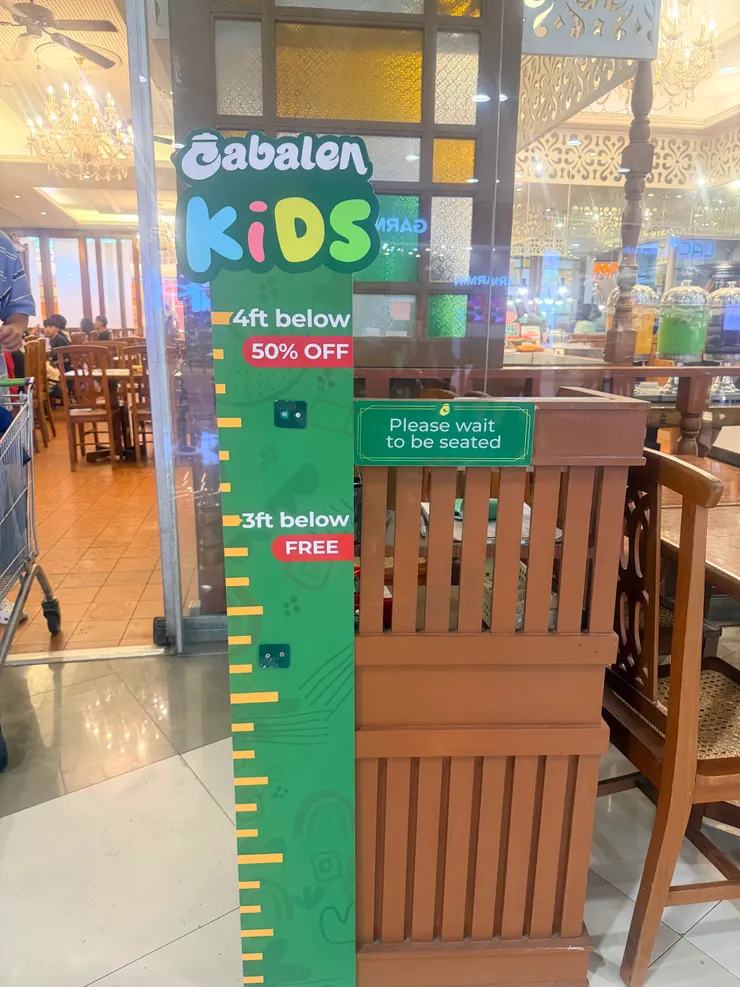 Cabalen
KiDS
4ft below
50% OFF
3ft below
FREE
Please wait
to be seated